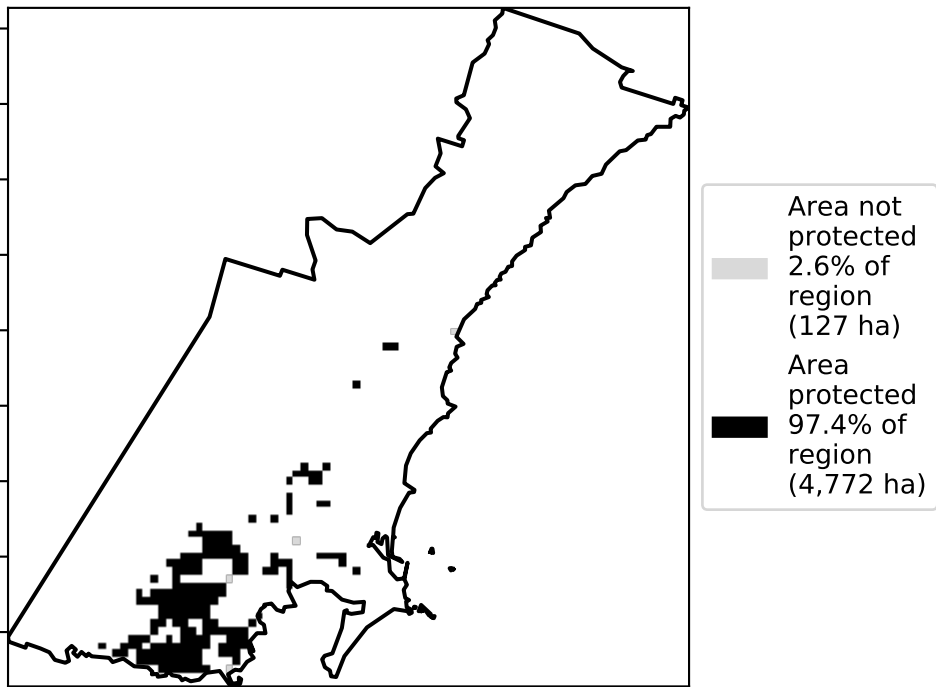 Area not
protected
2.6% of
region
(127 ha)
Area
protected
97.4% of
region
(4,772 ha)